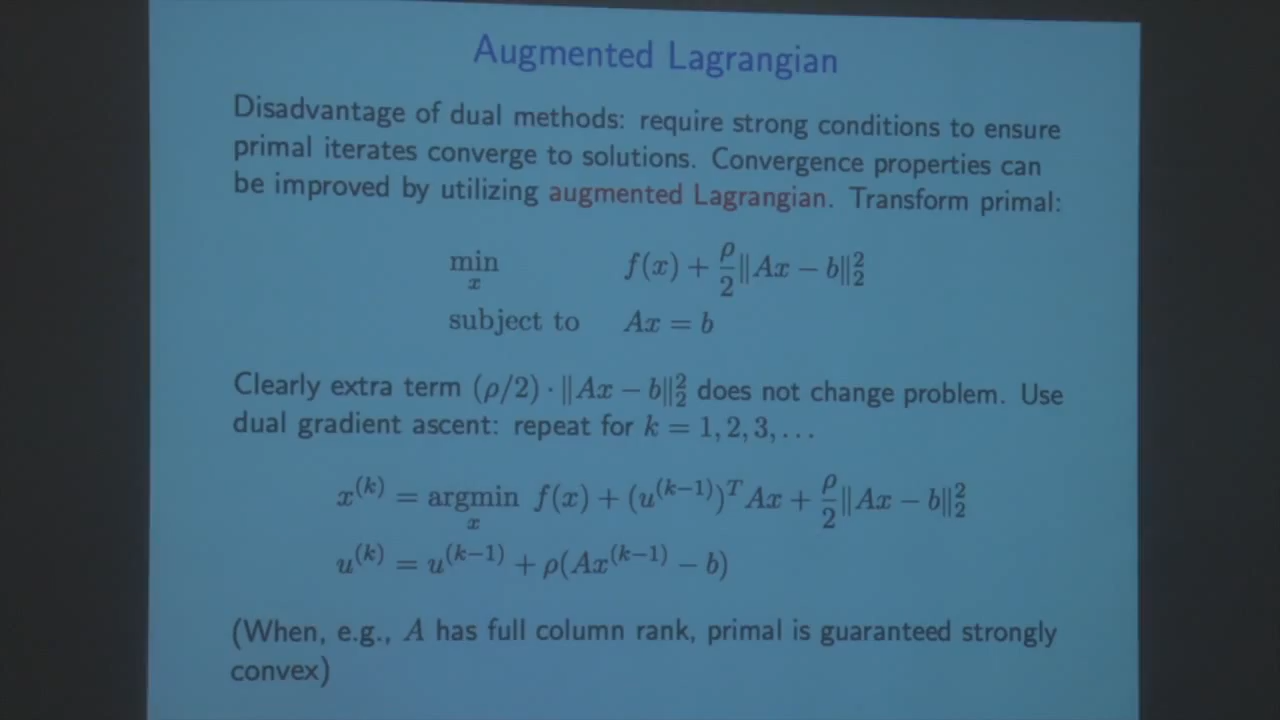 Augmented Lagrangian
Disadvantage of dual methods: require strong conditions to ensure
primal iterates converge to solutions. Convergence properties can
be improved by utilizing augmented Lagrangian. Transform primal:
min_x f(x) + ρ/2 ‖Ax − b‖₂²
subject to Ax = b
Clearly extra term (ρ/2) · ‖Ax − b‖₂² does not change problem. Use
dual gradient ascent: repeat for k = 1, 2, 3, . . .
x^(k) = argmin_x f(x) + (u^(k−1))^T Ax + ρ/2 ‖Ax − b‖₂²
u^(k) = u^(k−1) + ρ(Ax^(k−1) − b)
(When, e.g., A has full column rank, primal is guaranteed strongly
convex)